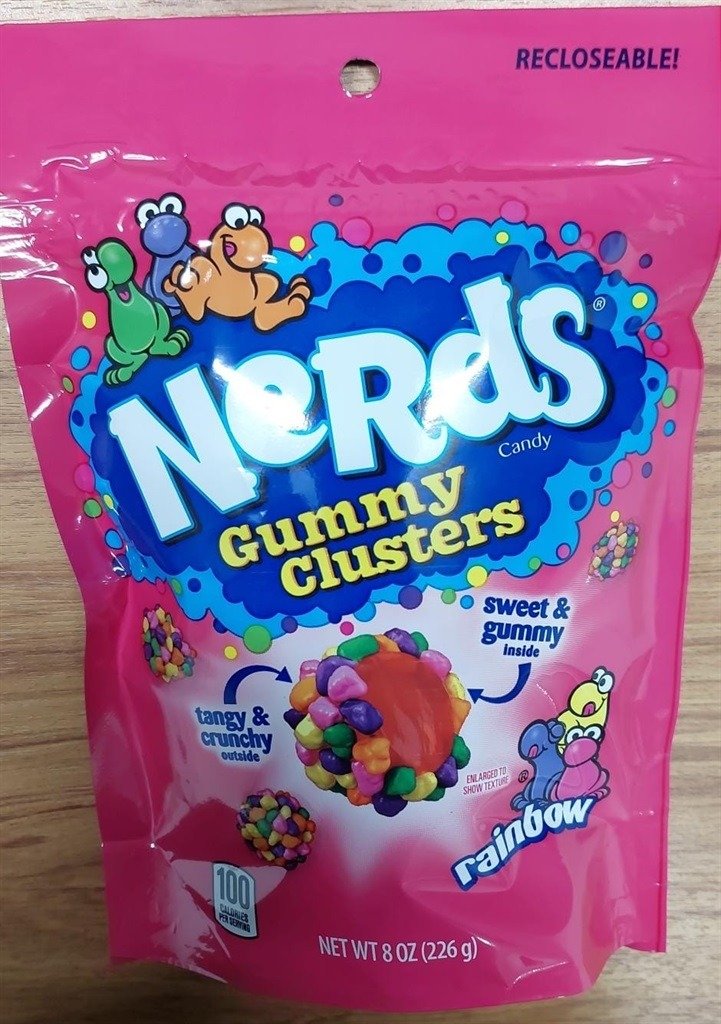 RECLOSEABLE!
NeRds®
Candy
Gummy
Clusters
sweet &
gummy
inside
tangy &
crunchy
outside
ENLARGED TO
SHOW TEXTURE
®
rainbow
100
CALORIES
PER SERVING
NET WT 8 OZ (226 g)